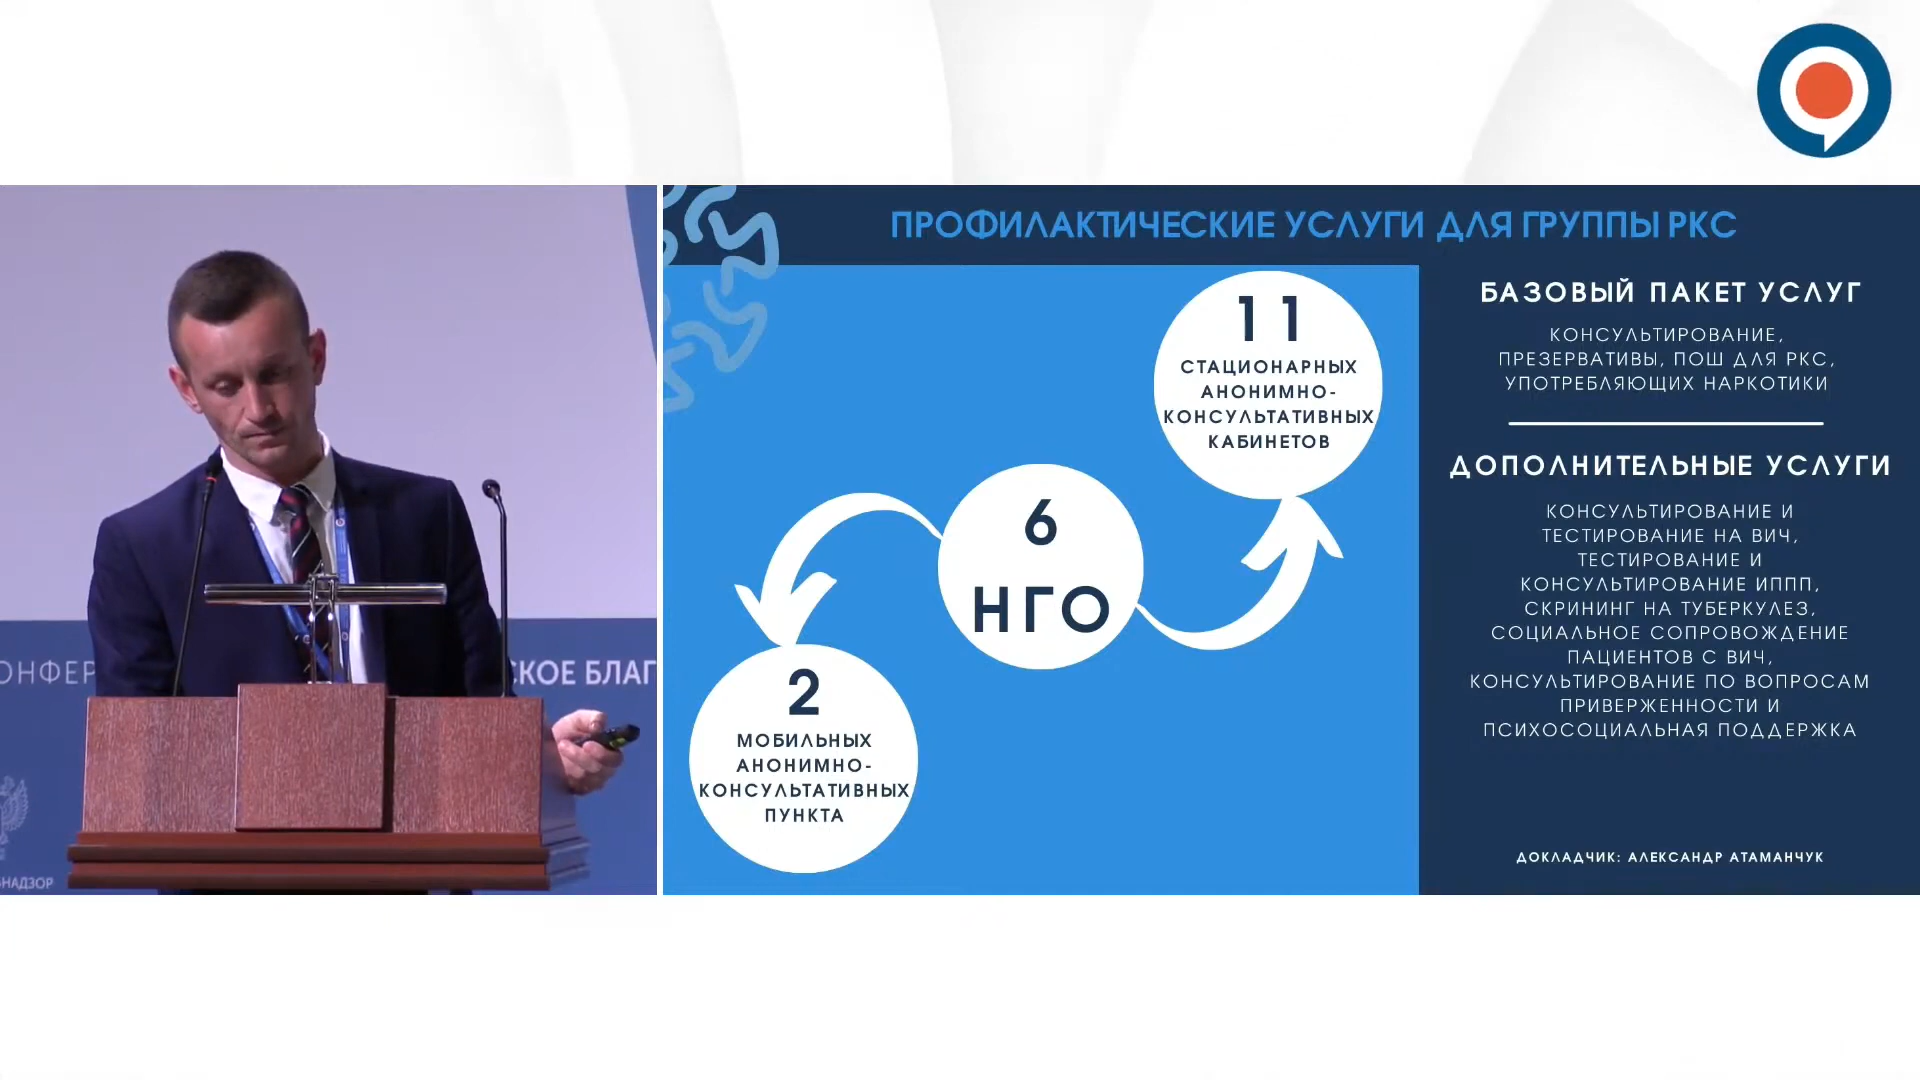 ПРОФИЛАКТИЧЕСКИЕ УСЛУГИ ДЛЯ ГРУППЫ РКС
11
СТАЦИОНАРНЫХ
АНОНИМНО-
КОНСУЛЬТАТИВНЫХ
КАБИНЕТОВ
6
НГО
2
МОБИЛЬНЫХ
АНОНИМНО-
КОНСУЛЬТАТИВНЫХ
ПУНКТА
БАЗОВЫЙ ПАКЕТ УСЛУГ
КОНСУЛЬТИРОВАНИЕ,
ПРЕЗЕРВАТИВЫ, ПОШ ДЛЯ РКС,
УПОТРЕБЛЯЮЩИХ НАРКОТИКИ
ДОПОЛНИТЕЛЬНЫЕ УСЛУГИ
КОНСУЛЬТИРОВАНИЕ И
ТЕСТИРОВАНИЕ НА ВИЧ,
ТЕСТИРОВАНИЕ И
КОНСУЛЬТИРОВАНИЕ ИППП,
СКРИНИНГ НА ТУБЕРКУЛЕЗ,
СОЦИАЛЬНОЕ СОПРОВОЖДЕНИЕ
ПАЦИЕНТОВ С ВИЧ,
КОНСУЛЬТИРОВАНИЕ ПО ВОПРОСАМ
ПРИВЕРЖЕННОСТИ И
ПСИХОСОЦИАЛЬНАЯ ПОДДЕРЖКА
ДОКЛАДЧИК: АЛЕКСАНДР АТАМАНЧУК
ОНФЕР
СКОЕ БЛАГ
НАДЗОР